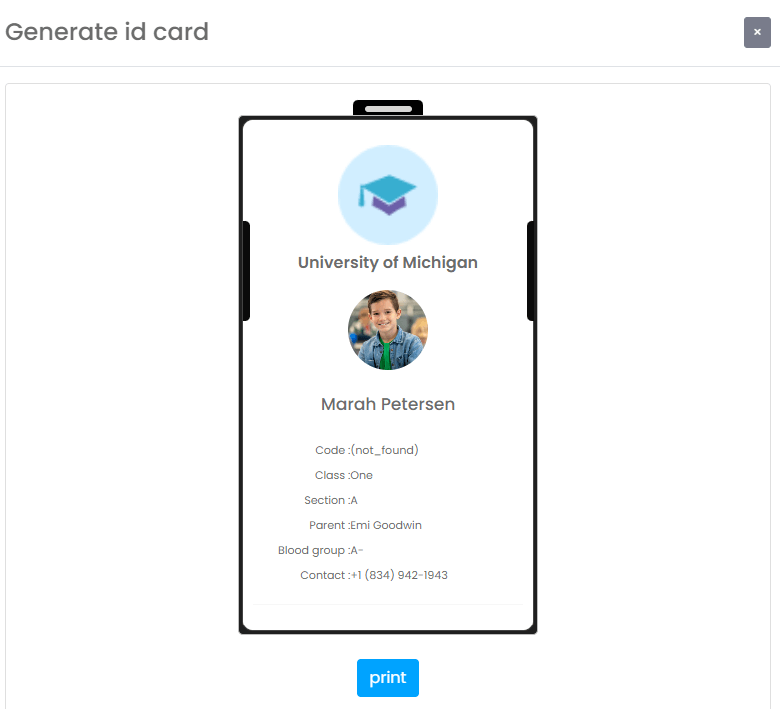 Generate id card
×
University of Michigan
Marah Petersen
Code :(not_found)
Class :One
Section :A
Parent :Emi Goodwin
Blood group :A-
Contact :+1 (834) 942-1943
print